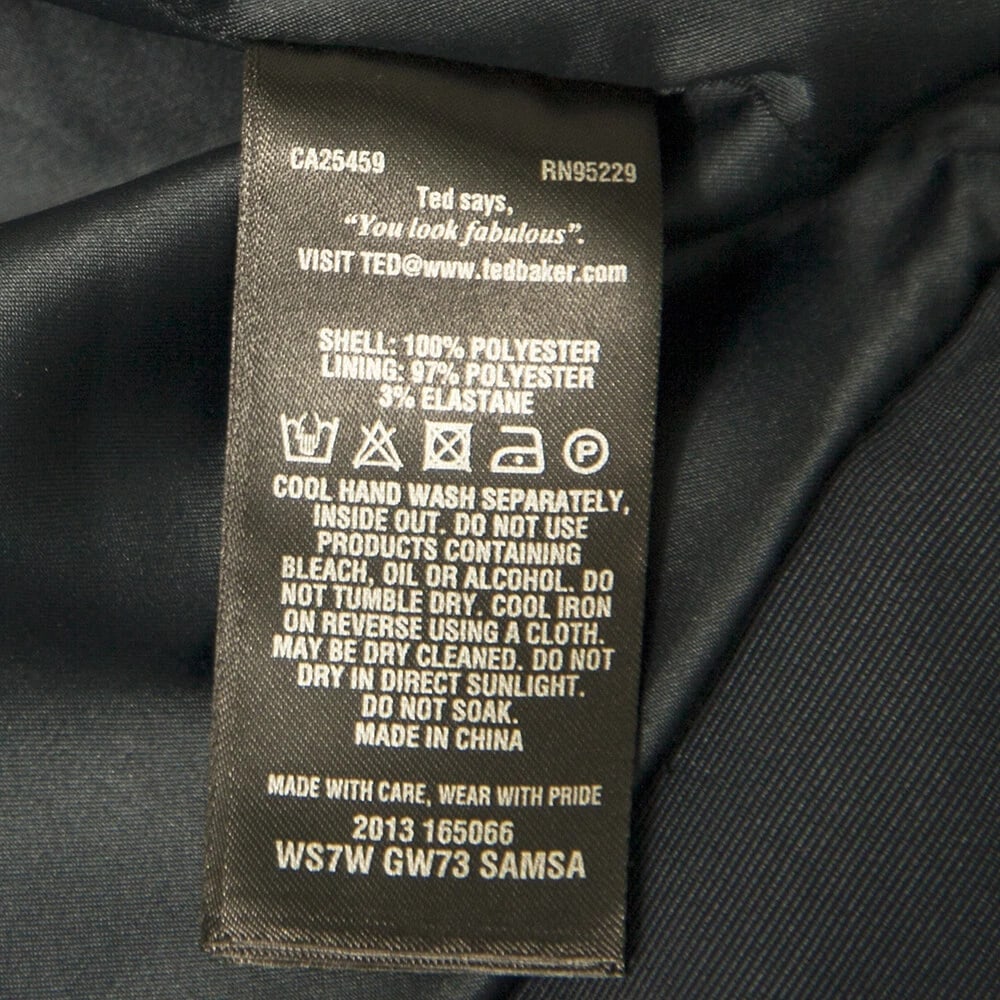 CA25459 RN95229
Ted says,
“You look fabulous”.
VISIT TED@www.tedbaker.com
SHELL: 100% POLYESTER
LINING: 97% POLYESTER
3% ELASTANE
P
COOL HAND WASH SEPARATELY,
INSIDE OUT. DO NOT USE
PRODUCTS CONTAINING
BLEACH, OIL OR ALCOHOL. DO
NOT TUMBLE DRY. COOL IRON
ON REVERSE USING A CLOTH.
MAY BE DRY CLEANED. DO NOT
DRY IN DIRECT SUNLIGHT.
DO NOT SOAK.
MADE IN CHINA
MADE WITH CARE, WEAR WITH PRIDE
2013 165066
WS7W GW73 SAMSA